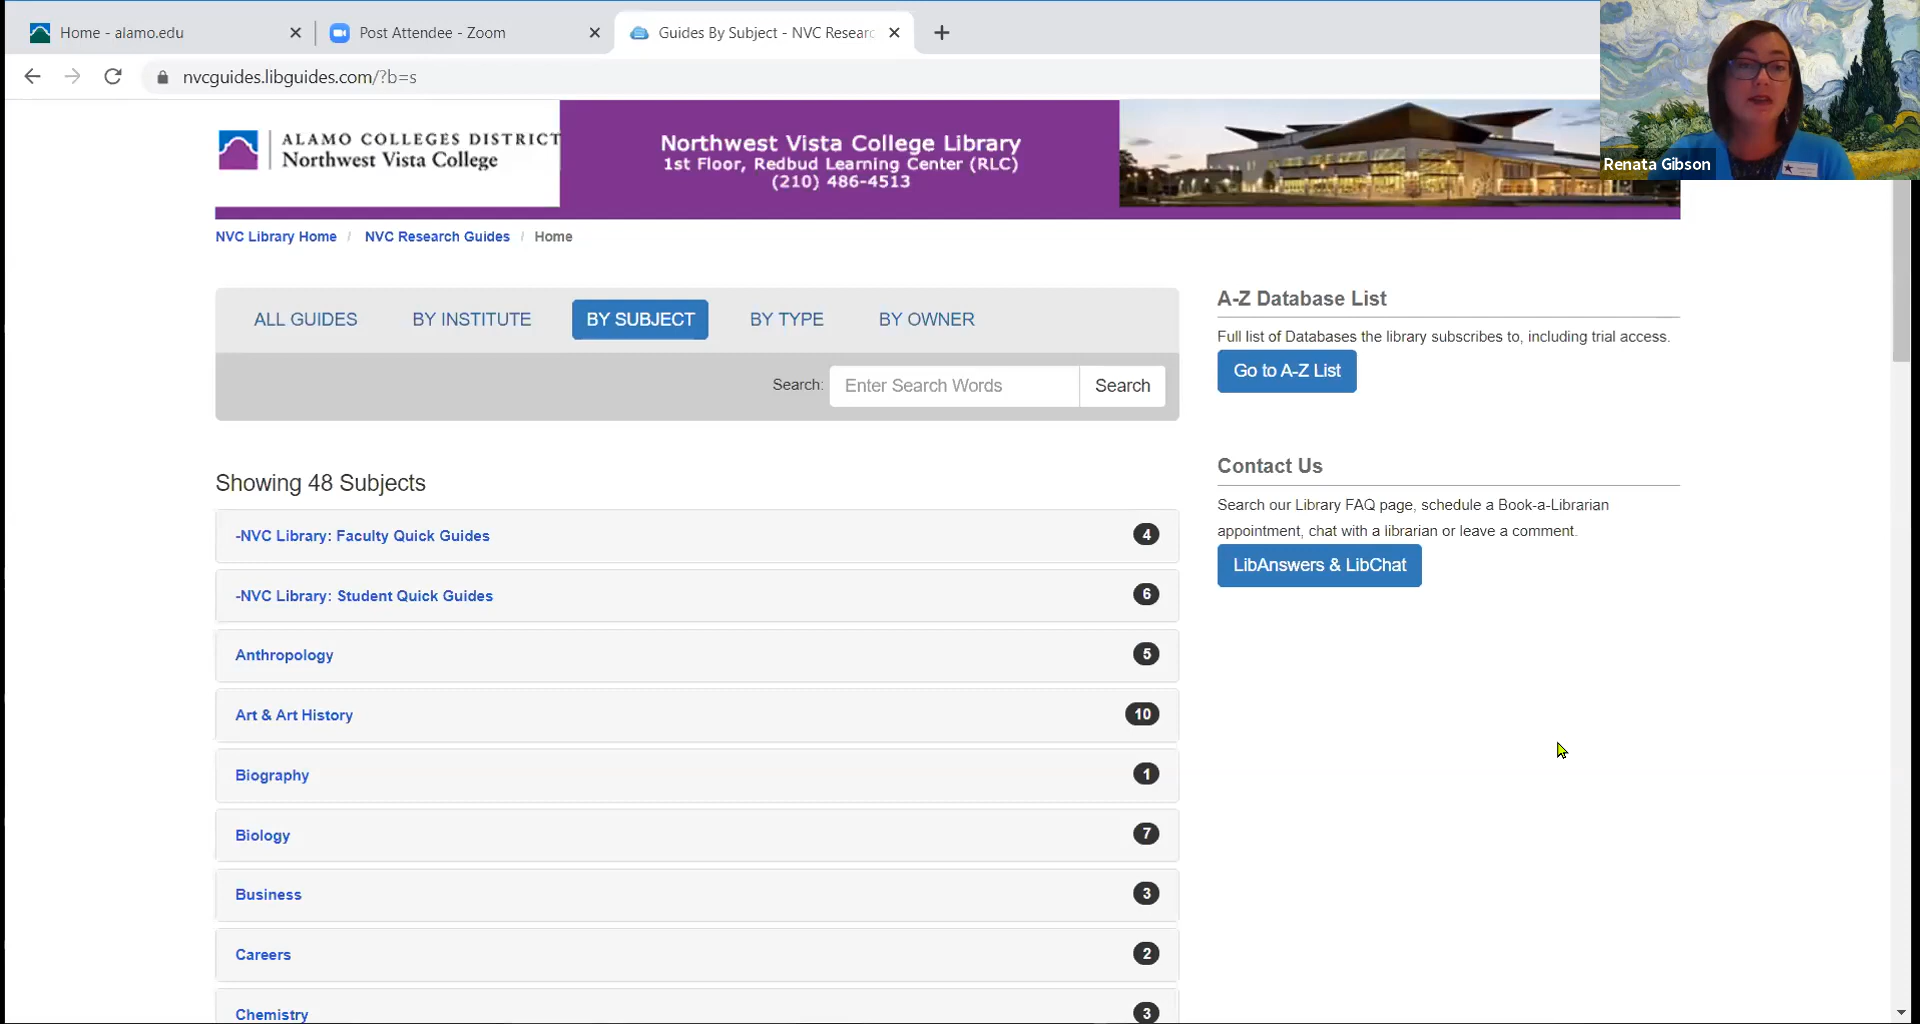 Home - alamo.edu
Post Attendee - Zoom
Guides By Subject - NVC Resear
nvcguides.libguides.com/?b=s
ALAMO COLLEGES DISTRICT
Northwest Vista College
Northwest Vista College Library
1st Floor, Redbud Learning Center (RLC)
(210) 486-4513
Renata Gibson
NVC Library Home / NVC Research Guides / Home
ALL GUIDES BY INSTITUTE BY SUBJECT BY TYPE BY OWNER
Search: Enter Search Words Search
A-Z Database List
Full list of Databases the library subscribes to, including trial access.
Go to A-Z List
Contact Us
Search our Library FAQ page, schedule a Book-a-Librarian
appointment, chat with a librarian or leave a comment.
LibAnswers & LibChat
Showing 48 Subjects
-NVC Library: Faculty Quick Guides 4
-NVC Library: Student Quick Guides 6
Anthropology 5
Art & Art History 10
Biography 1
Biology 7
Business 3
Careers 2
Chemistry 3